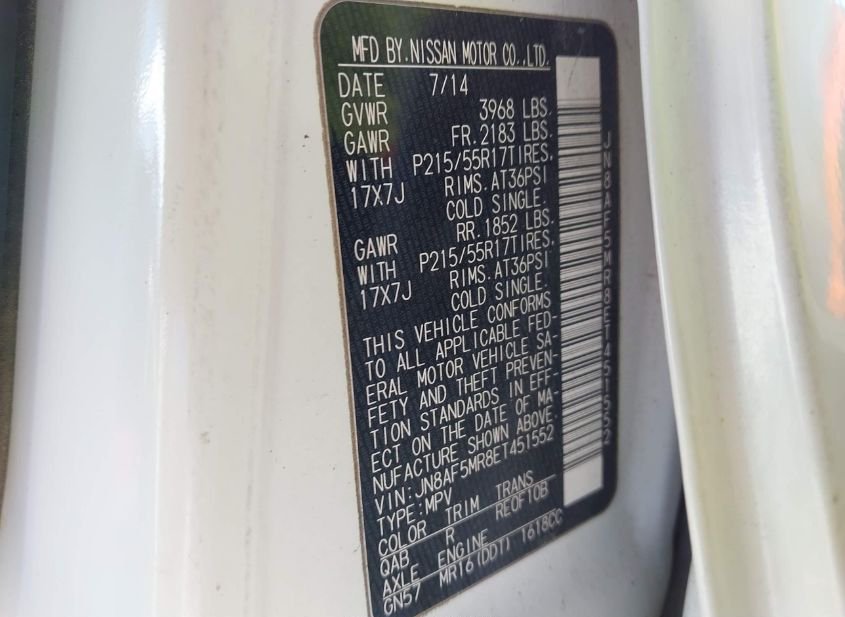 MFD BY.NISSAN MOTOR CO.,LTD.
DATE 7/14
GVWR 3968 LBS.
GAWR FR.2183 LBS.
WITH P215/55R17TIRES,
17X7J RIMS.AT36PSI
COLD SINGLE.
GAWR RR.1852 LBS.
WITH P215/55R17TIRES,
17X7J RIMS.AT36PSI
COLD SINGLE.
THIS VEHICLE CONFORMS
TO ALL APPLICABLE FED-
ERAL MOTOR VEHICLE SA-
FETY AND THEFT PREVEN-
TION STANDARDS IN EFF-
ECT ON THE DATE OF MA-
NUFACTURE SHOWN ABOVE.
VIN:JN8AF5MR8ET451552
TYPE:MPV
COLOR TRIM TRANS
QAB R RE0F10B
AXLE ENGINE
GN57 MR16(DDT) 1618CC
JN8AF5MR8ET451552